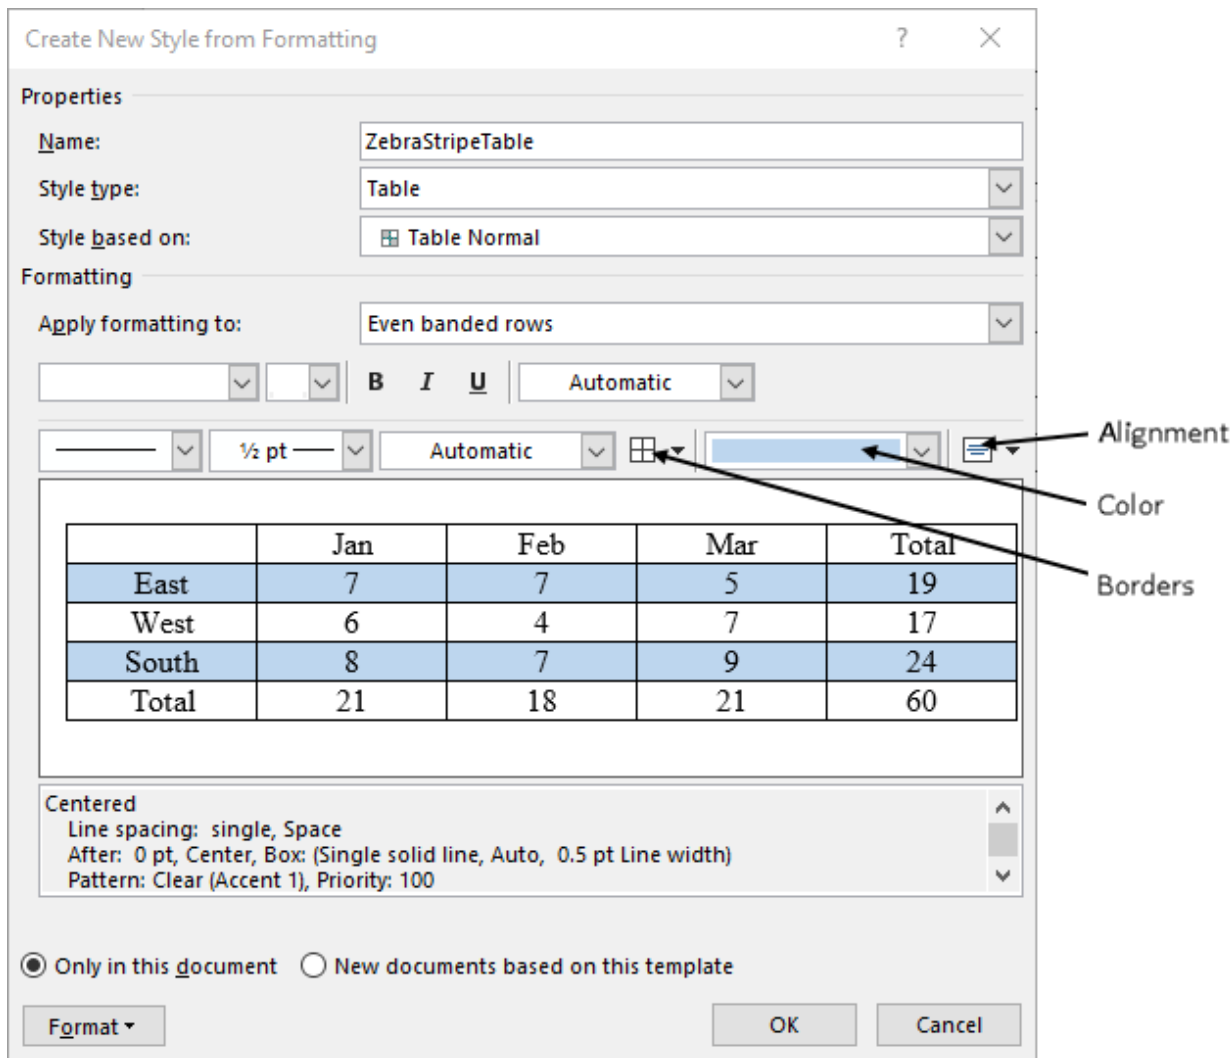 Create New Style from Formatting ?
Properties
Name: ZebraStripeTable
Style type: Table
Style based on: Table Normal
Formatting
Apply formatting to: Even banded rows
B I U Automatic
½ pt Automatic
Alignment
Color
Borders
Jan Feb Mar Total
East 7 7 5 19
West 6 4 7 17
South 8 7 9 24
Total 21 18 21 60
Centered
Line spacing: single, Space
After: 0 pt, Center, Box: (Single solid line, Auto, 0.5 pt Line width)
Pattern: Clear (Accent 1), Priority: 100
Only in this document New documents based on this template
Format OK Cancel